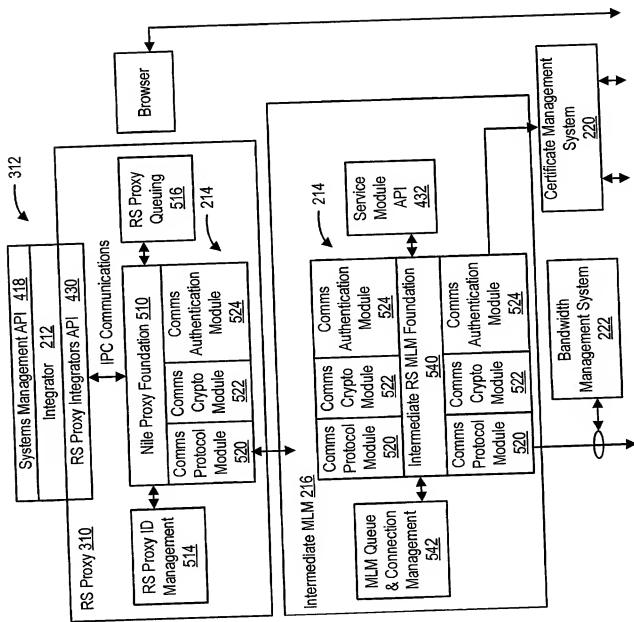 312
Systems Management API 418
Integrator 212
RS Proxy Integrators API 430
IPC Communications
RS Proxy 310
RS Proxy ID
Management
514
Nile Proxy Foundation 510
Comms
Protocol
Module
520
Comms
Crypto
Module
522
Comms
Authentication
Module
524
RS Proxy
Queuing
516
214
Browser
Intermediate MLM 216
MLM Queue
& Connection
Management
542
Comms
Protocol
Module
520
Comms
Crypto
Module
522
Comms
Authentication
Module
524
Intermediate RS MLM Foundation
540
Comms
Protocol
Module
520
Comms
Crypto
Module
522
Comms
Authentication
Module
524
214
Service
Module
API
432
Bandwidth
Management System
222
Certificate Management
System
220